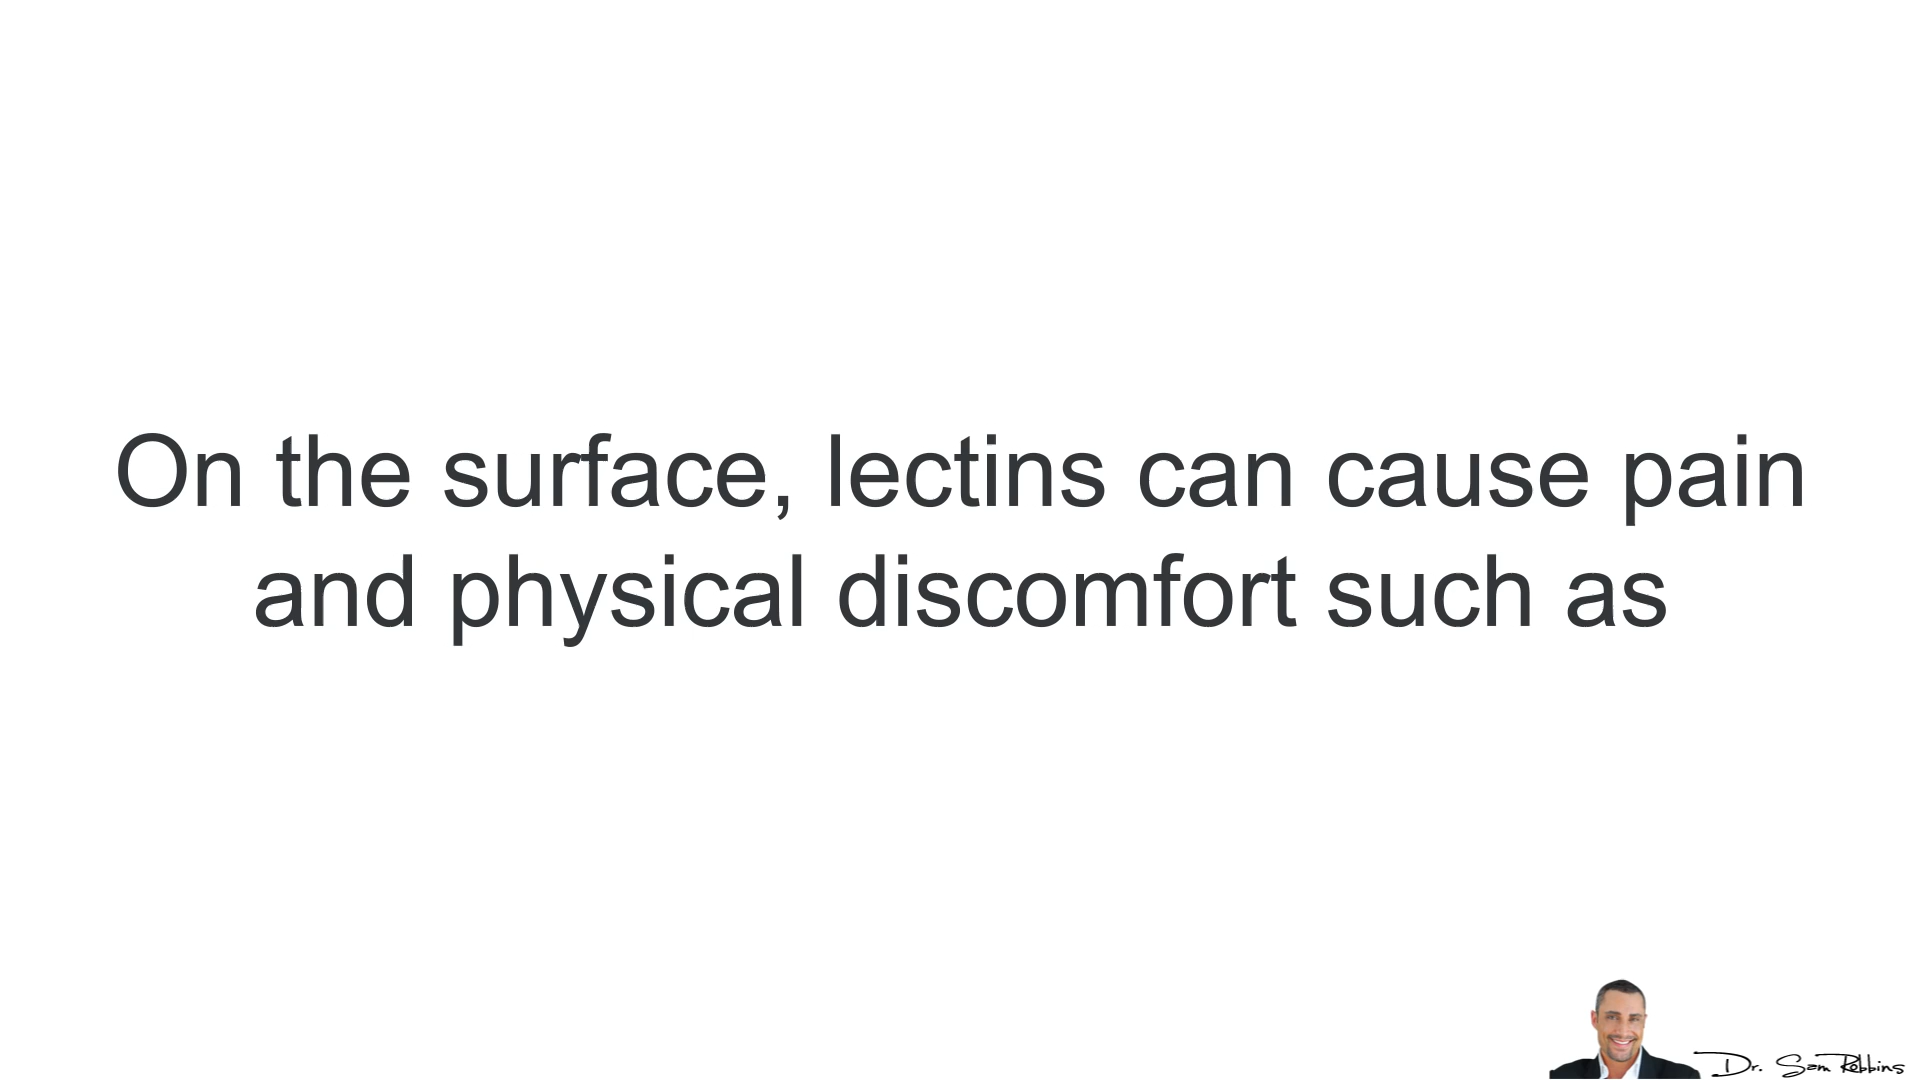 On the surface, lectins can cause pain
and physical discomfort such as
Dr. Sam Robbins